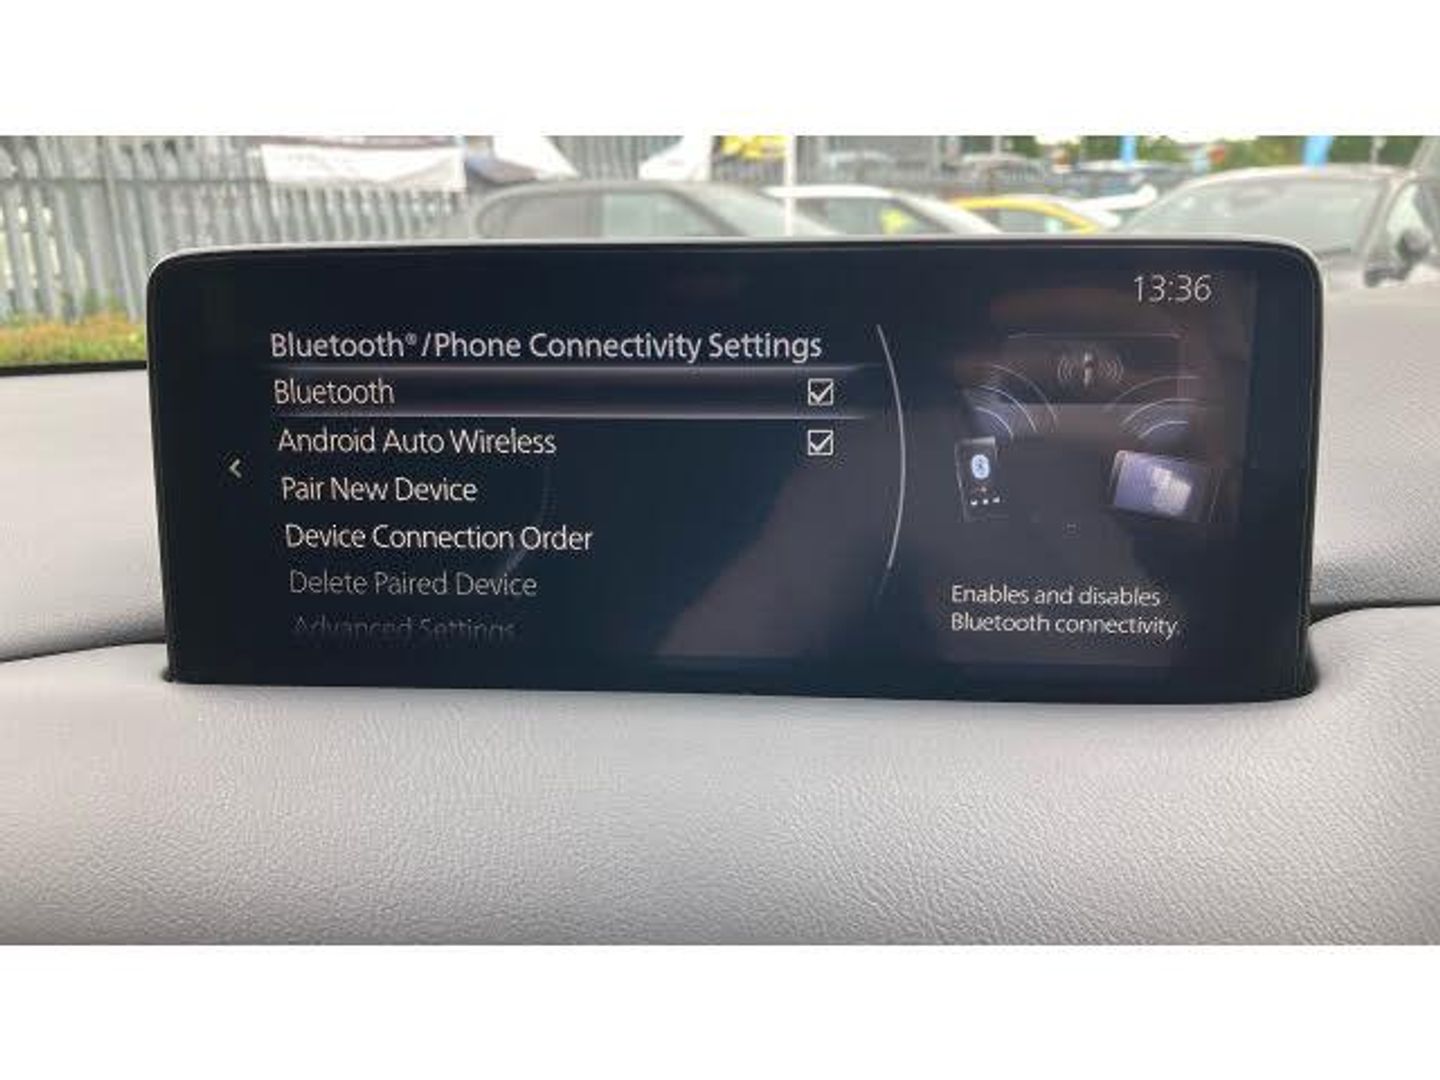 13:36
Bluetooth®/Phone Connectivity Settings
Bluetooth
Android Auto Wireless
Pair New Device
Device Connection Order
Delete Paired Device
Advanced Settings
Enables and disables
Bluetooth connectivity.